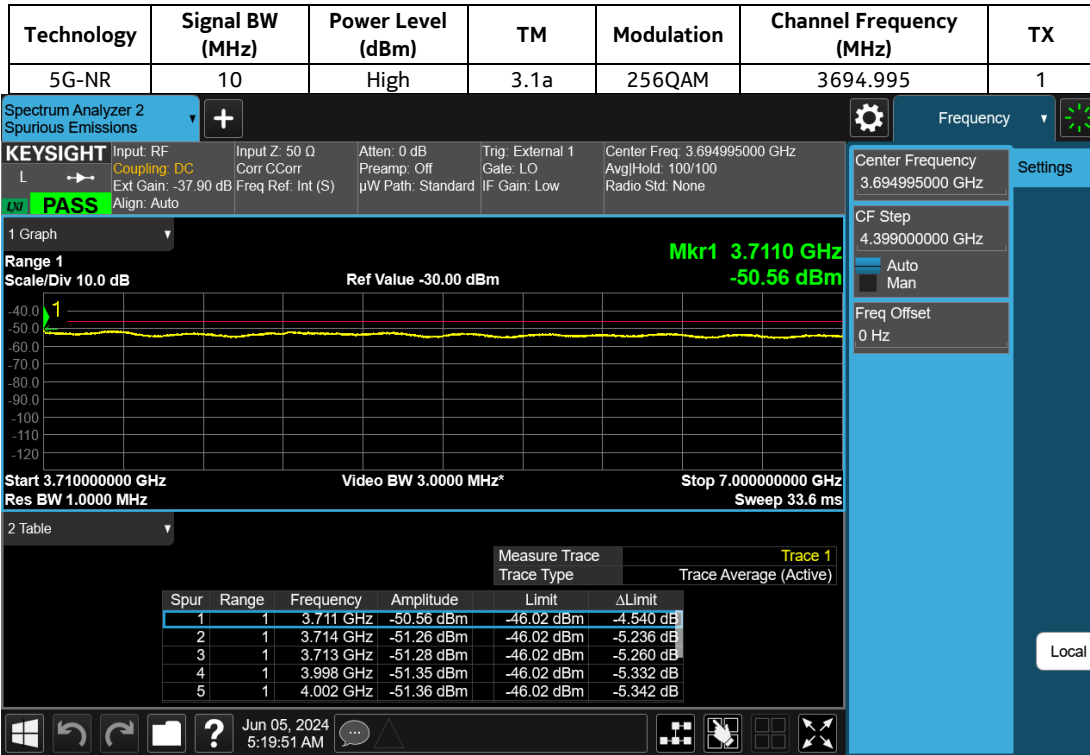 Technology Signal BW (MHz) Power Level (dBm) TM Modulation Channel Frequency (MHz) TX
5G-NR 10 High 3.1a 256QAM 3694.995 1
Spectrum Analyzer 2
Spurious Emissions
Frequency
KEYSIGHT Input: RF Input Z: 50 Ω Atten: 0 dB Trig: External 1 Center Freq: 3.694995000 GHz
L Coupling: DC Corr CCorr Preamp: Off Gate: LO Avg|Hold: 100/100
Ext Gain: -37.90 dB Freq Ref: Int (S) µW Path: Standard IF Gain: Low Radio Std: None
LXI PASS Align: Auto
Center Frequency
3.694995000 GHz
Settings
CF Step
4.399000000 GHz
Auto
Man
Freq Offset
0 Hz
1 Graph
Range 1
Mkr1 3.7110 GHz
Scale/Div 10.0 dB Ref Value -30.00 dBm -50.56 dBm
1
-40.0
-50.0
-60.0
-70.0
-80.0
-90.0
-100
-110
-120
Start 3.710000000 GHz Video BW 3.0000 MHz* Stop 7.000000000 GHz
Res BW 1.0000 MHz Sweep 33.6 ms
2 Table
Measure Trace Trace 1
Trace Type Trace Average (Active)
Spur Range Frequency Amplitude Limit ΔLimit
1 1 3.711 GHz -50.56 dBm -46.02 dBm -4.540 dB
2 1 3.714 GHz -51.26 dBm -46.02 dBm -5.236 dB
3 1 3.713 GHz -51.28 dBm -46.02 dBm -5.260 dB
4 1 3.998 GHz -51.35 dBm -46.02 dBm -5.332 dB
5 1 4.002 GHz -51.36 dBm -46.02 dBm -5.342 dB
Local
? Jun 05, 2024
5:19:51 AM